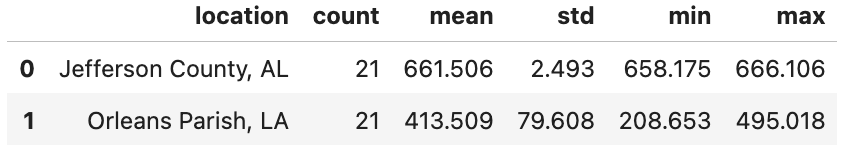 location count mean std min max
0 Jefferson County, AL 21 661.506 2.493 658.175 666.106
1 Orleans Parish, LA 21 413.509 79.608 208.653 495.018